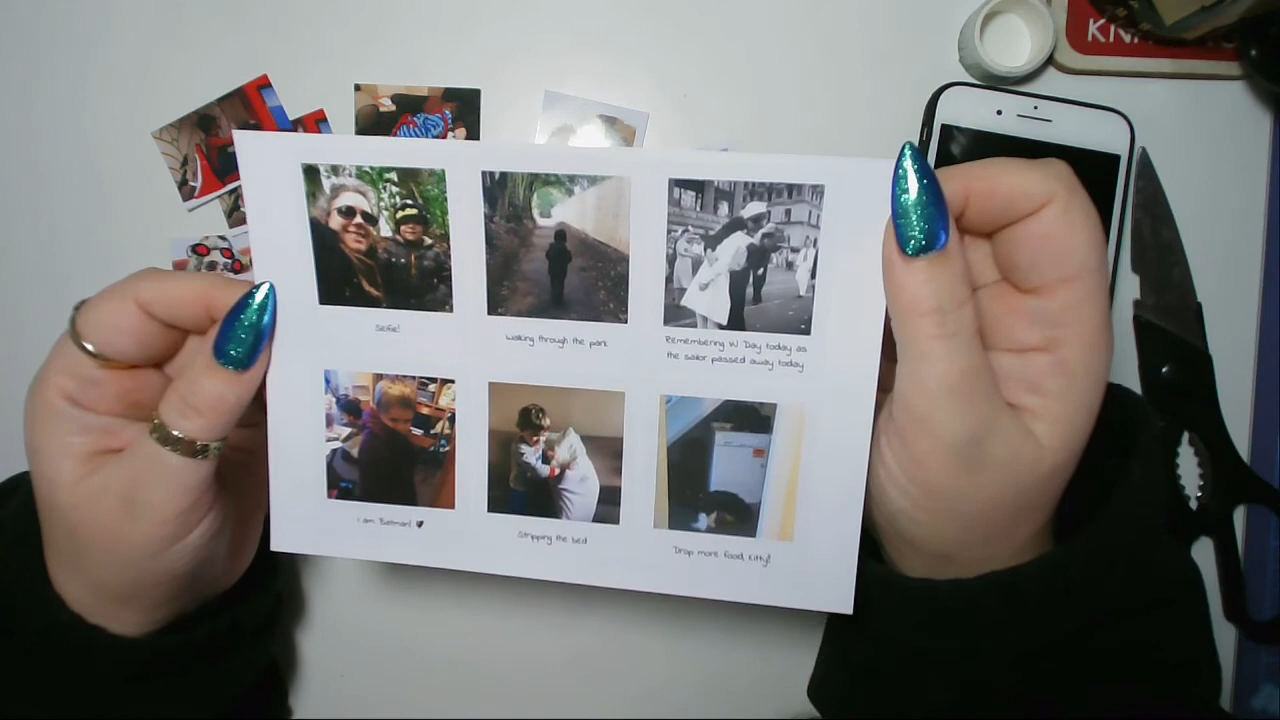 KN
Selfie!
walking through the park
Remembering VJ Day today as
the sailor passed away today
I am Batman! ♥
Stripping the bed
Drop more food, Kitty!